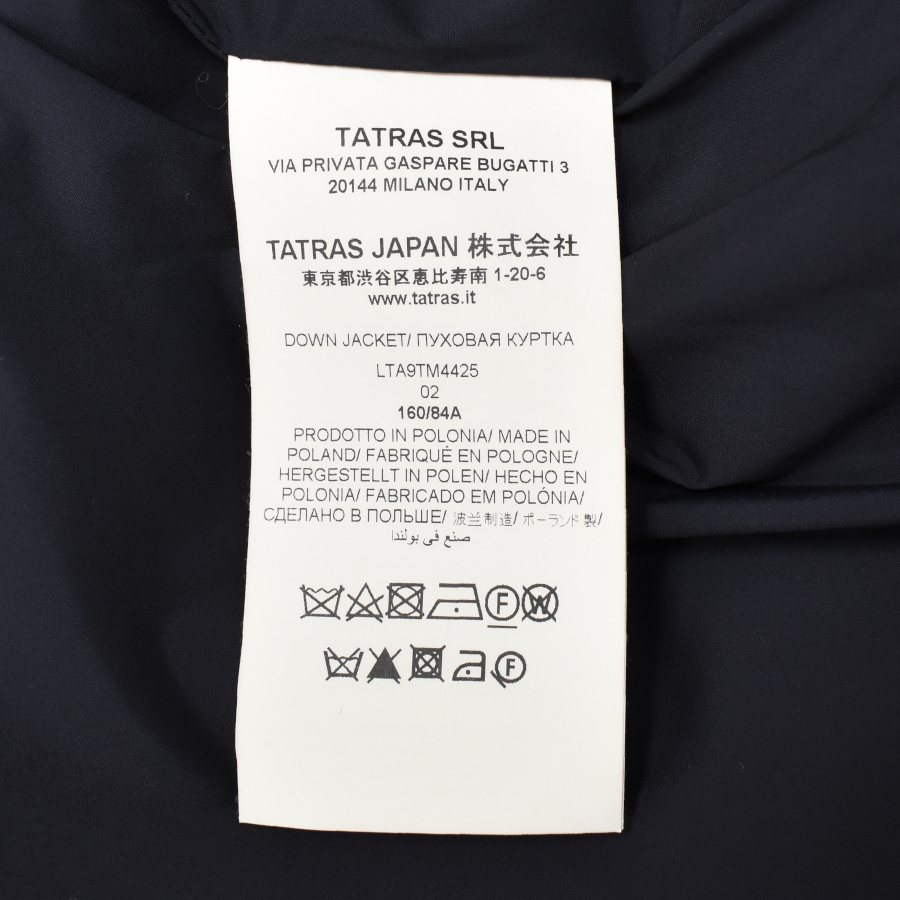 TATRAS SRL
VIA PRIVATA GASPARE BUGATTI 3
20144 MILANO ITALY
TATRAS JAPAN 株式会社
東京都渋谷区恵比寿南 1-20-6
www.tatras.it
DOWN JACKET/ ПУХОВАЯ КУРТКА
LTA9TM4425
02
160/84A
PRODOTTO IN POLONIA/ MADE IN
POLAND/ FABRIQUÉ EN POLOGNE/
HERGESTELLT IN POLEN/ HECHO EN
POLONIA/ FABRICADO EM POLÓNIA/
СДЕЛАНО В ПОЛЬШЕ/ 波兰制造/ ポーランド製/
صنع في بولندا
F W
F